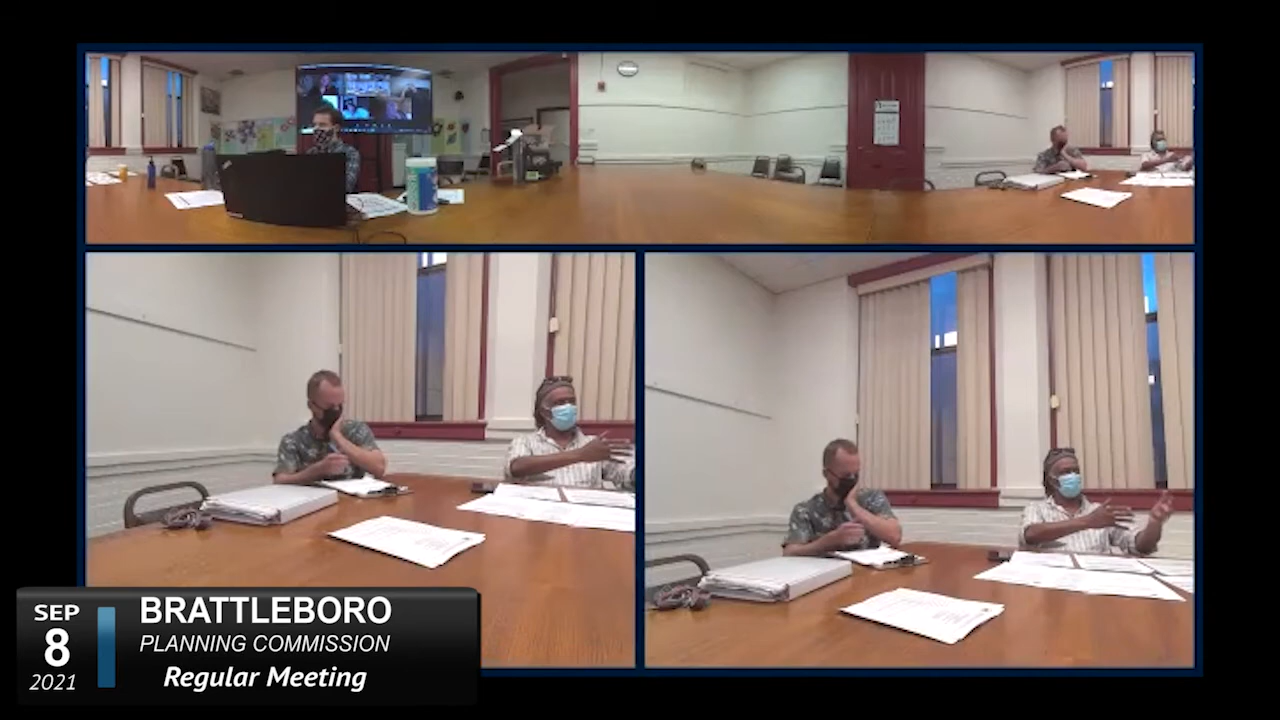 SEP
8
2021
BRATTLEBORO
PLANNING COMMISSION
Regular Meeting